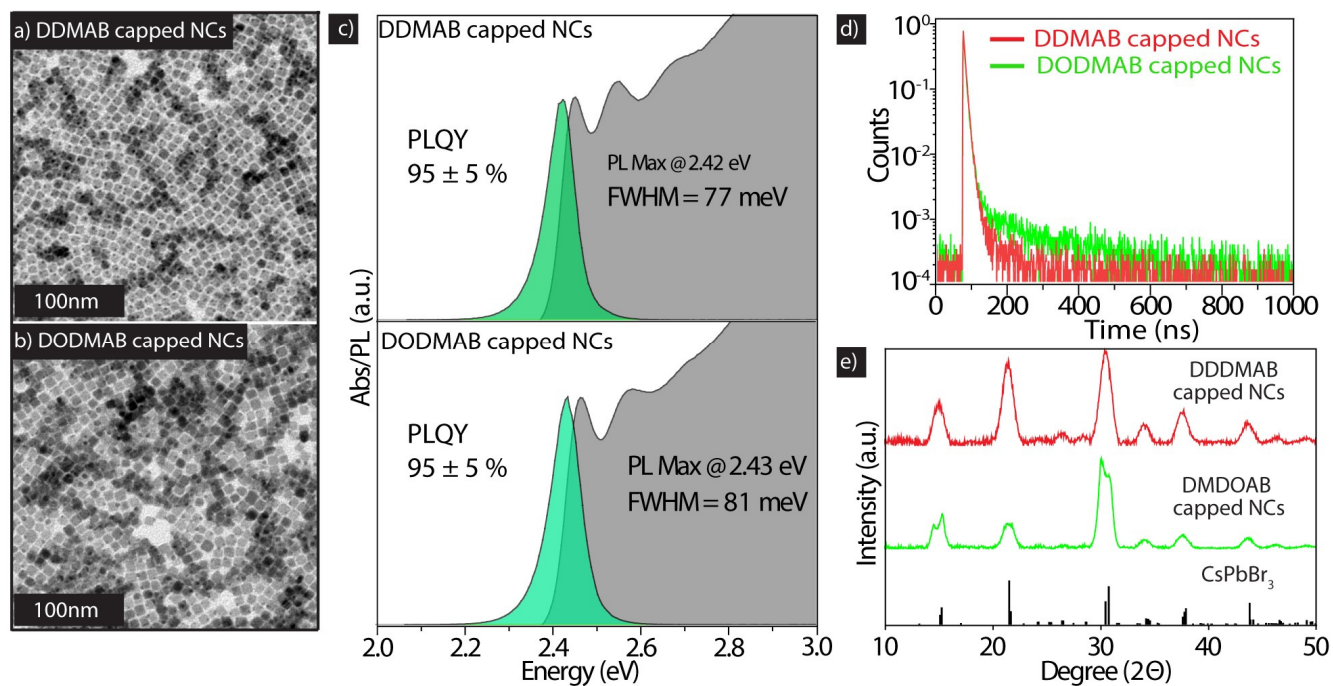 a) DDMAB capped NCs
100nm
b) DODMAB capped NCs
100nm
c)
DDMAB capped NCs
PLQY
95 ± 5 %
PL Max @ 2.42 eV
FWHM = 77 meV
DODMAB capped NCs
PLQY
95 ± 5 %
PL Max @ 2.43 eV
FWHM = 81 meV
Abs/PL (a.u.)
2.0 2.2 2.4 2.6 2.8 3.0
Energy (eV)
d)
DDMAB capped NCs
DODMAB capped NCs
Counts
10⁰
10⁻¹
10⁻²
10⁻³
10⁻⁴
0 200 400 600 800 1000
Time (ns)
e)
DDDMAB
capped NCs
DMDOAB
capped NCs
CsPbBr₃
Intensity (a.u.)
10 20 30 40 50
Degree (2Θ)